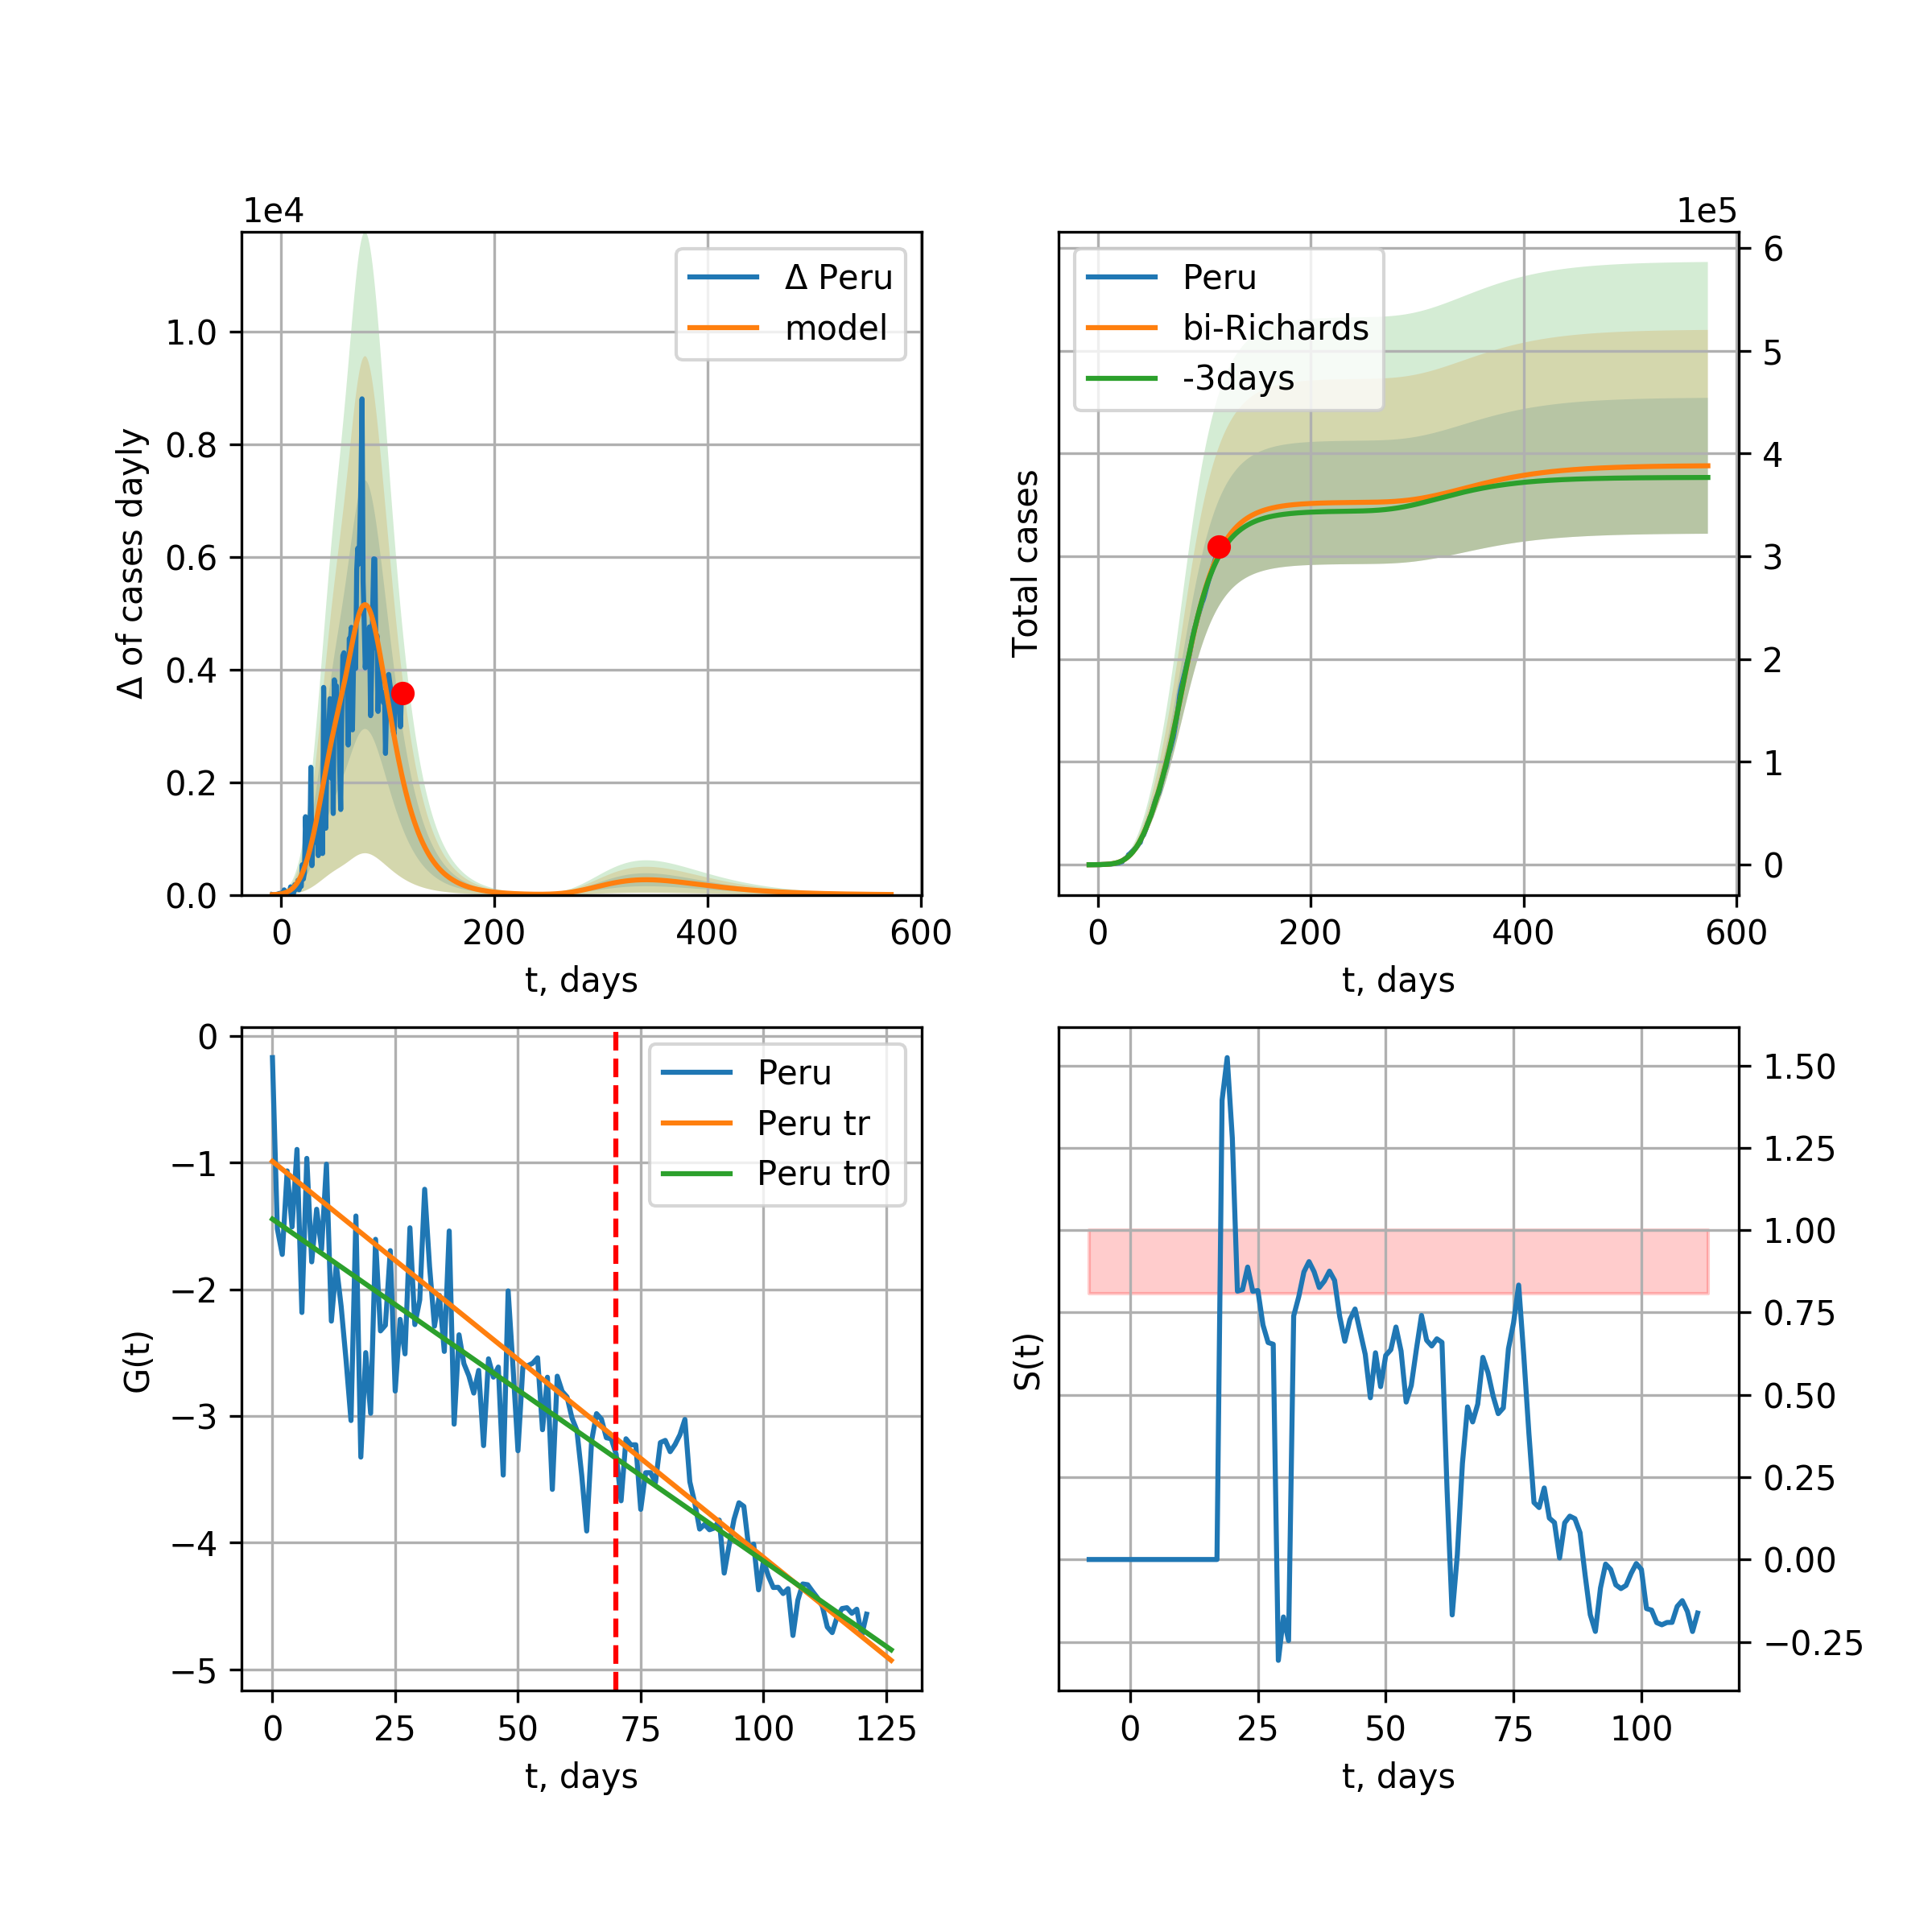 1e4
Δ of cases dayly
1.0
0.8
0.6
0.4
0.2
0.0
Δ Peru
model
0 200 400 600
t, days
1e5
Total cases
Peru
bi-Richards
-3days
6
5
4
3
2
1
0
0 200 400 600
t, days
G(t)
0
−1
−2
−3
−4
−5
Peru
Peru tr
Peru tr0
0 25 50 75 100 125
t, days
S(t)
1.50
1.25
1.00
0.75
0.50
0.25
0.00
−0.25
0 25 50 75 100
t, days